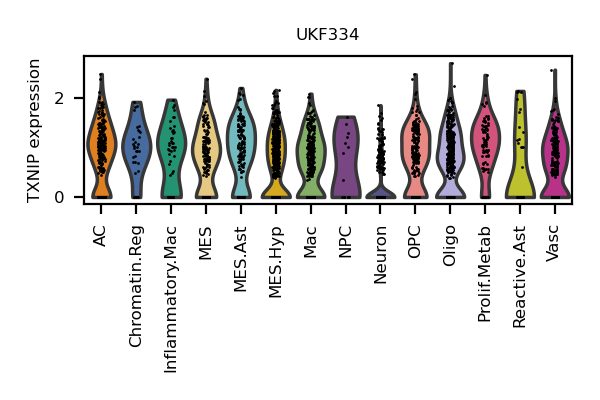 UKF334
TXNIP expression
2
0
AC
Chromatin.Reg
Inflammatory.Mac
MES
MES.Ast
MES.Hyp
Mac
NPC
Neuron
OPC
Oligo
Prolif.Metab
Reactive.Ast
Vasc